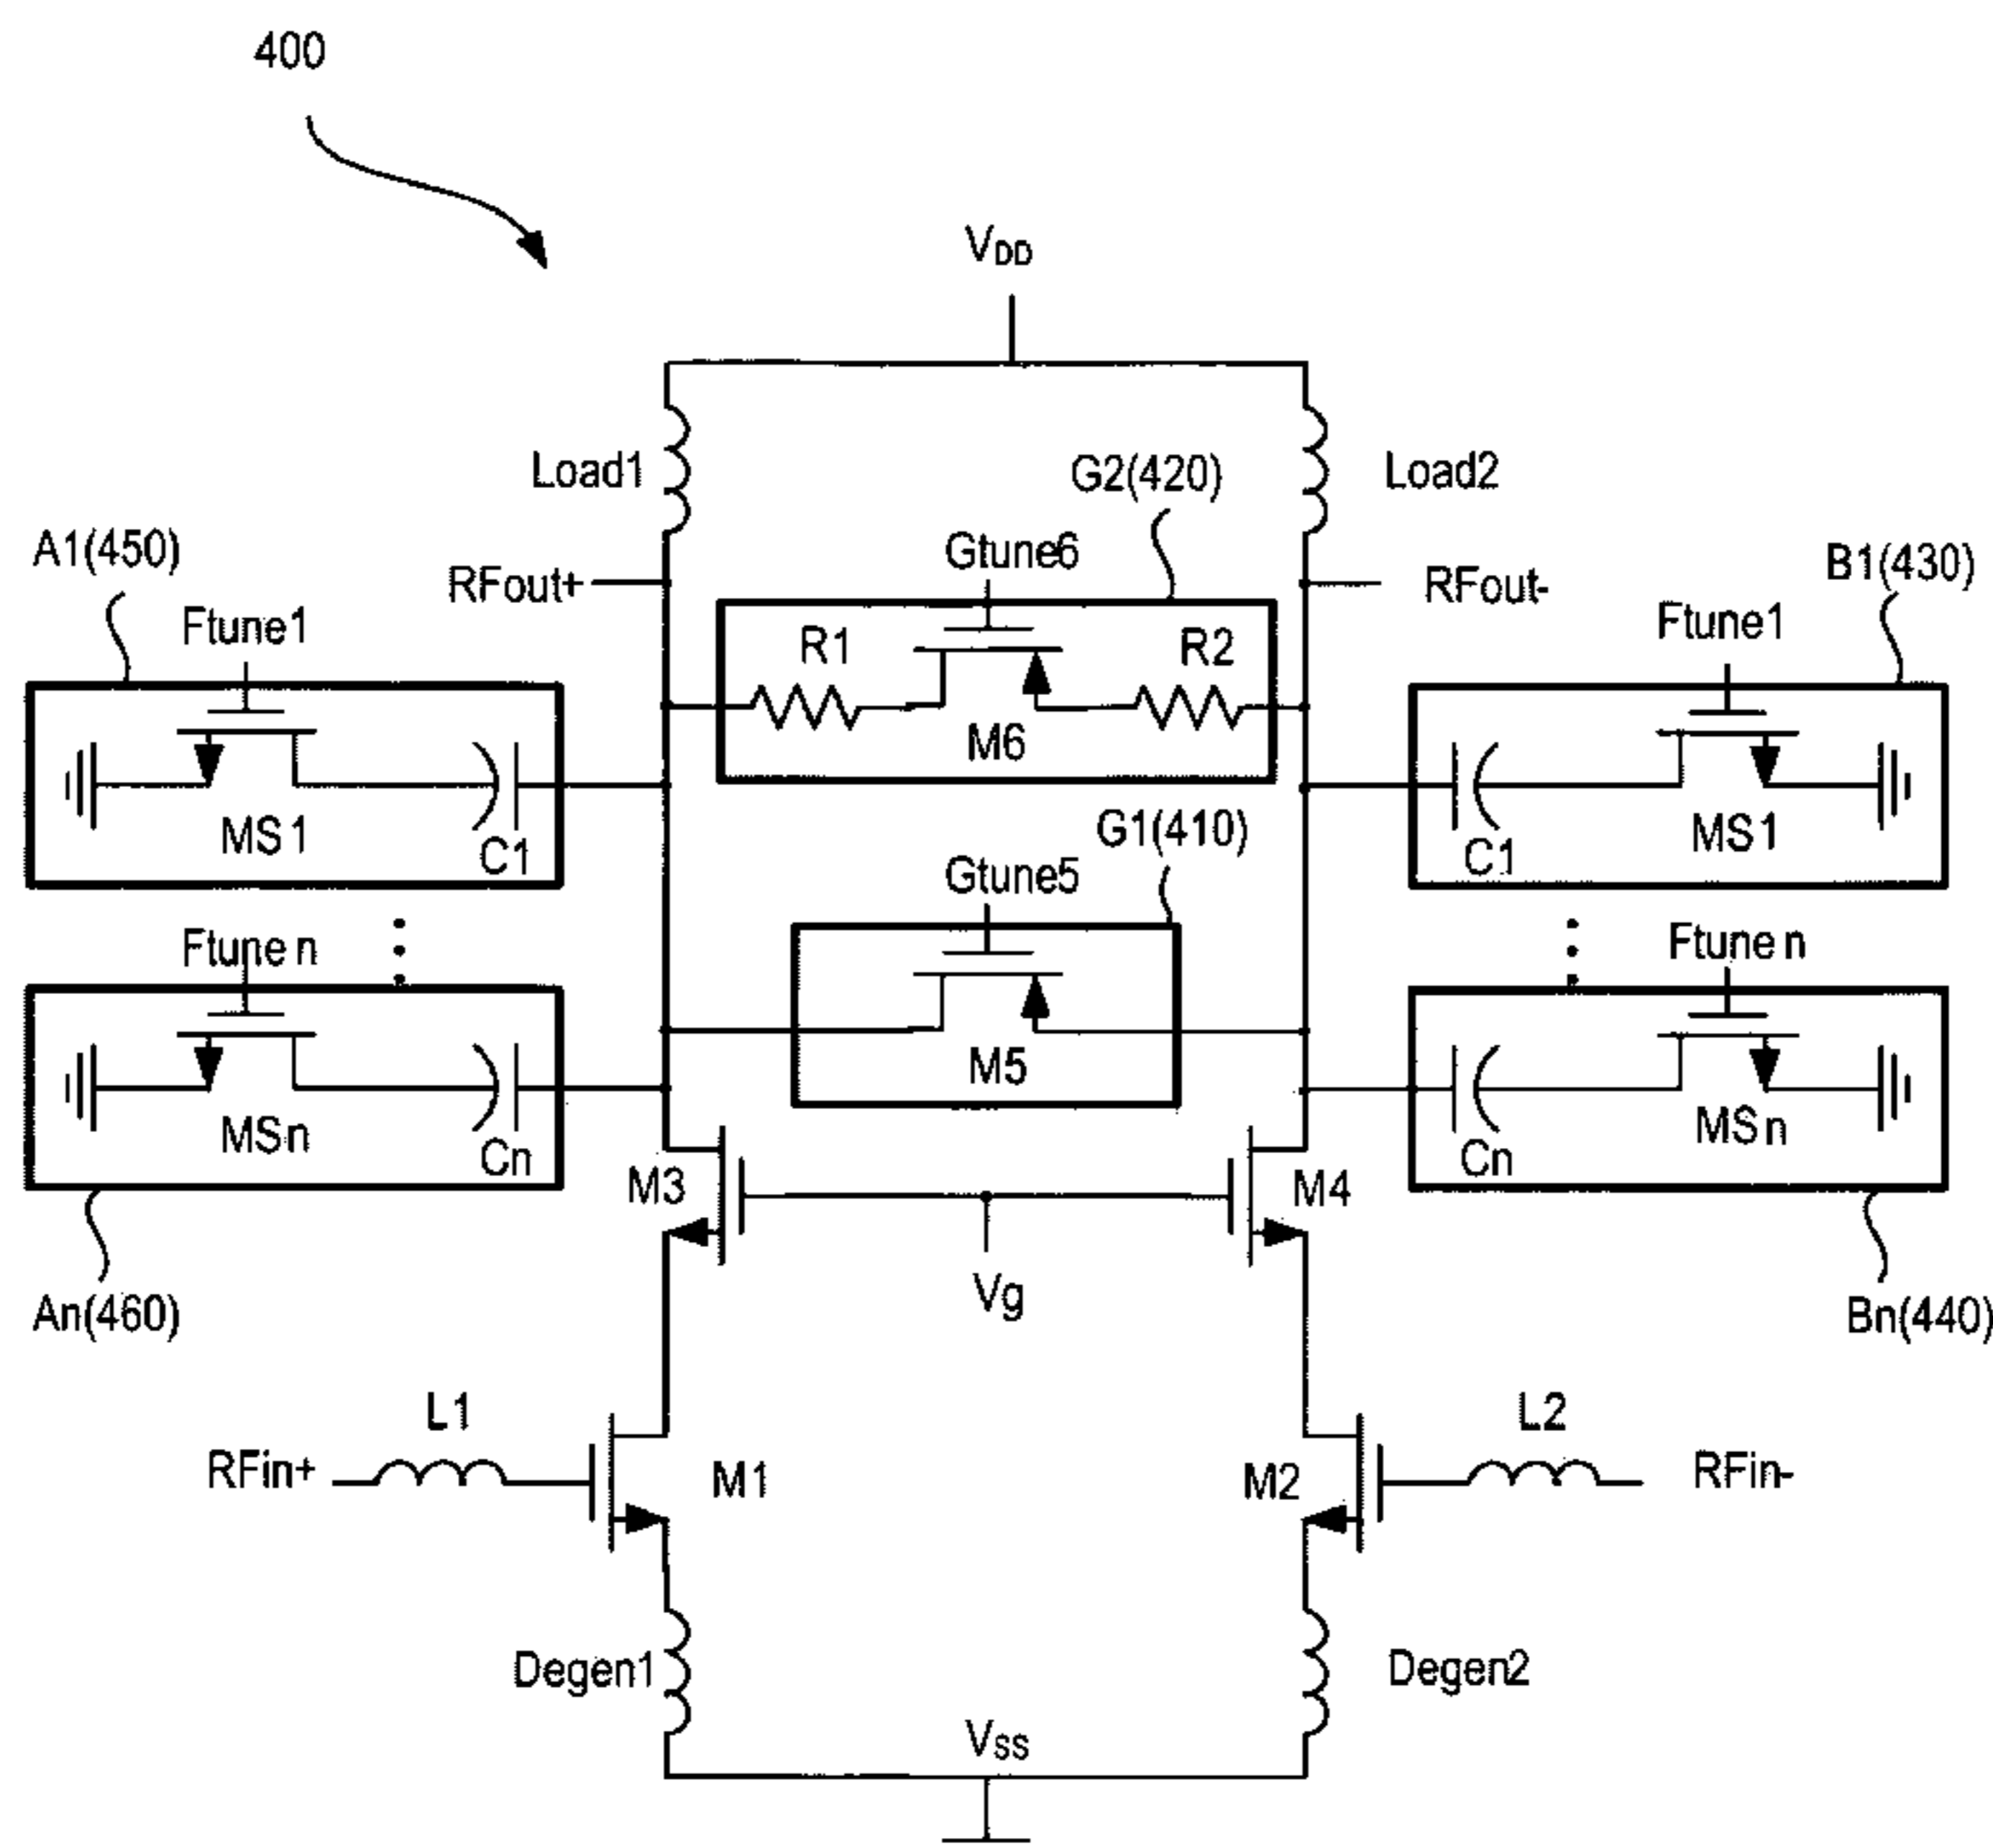 400
VDD
Load1
G2(420)
Load2
A1(450)
Gtune6
B1(430)
RFout+
RFout-
Ftune1
R1
R2
Ftune1
M6
MS1
C1
G1(410)
C1
MS1
Gtune5
Ftune n
Ftune n
M5
MSn
Cn
Cn
MSn
M3
M4
Vg
An(460)
Bn(440)
L1
L2
RFin+
M1
M2
RFin-
Degen1
Degen2
VSS